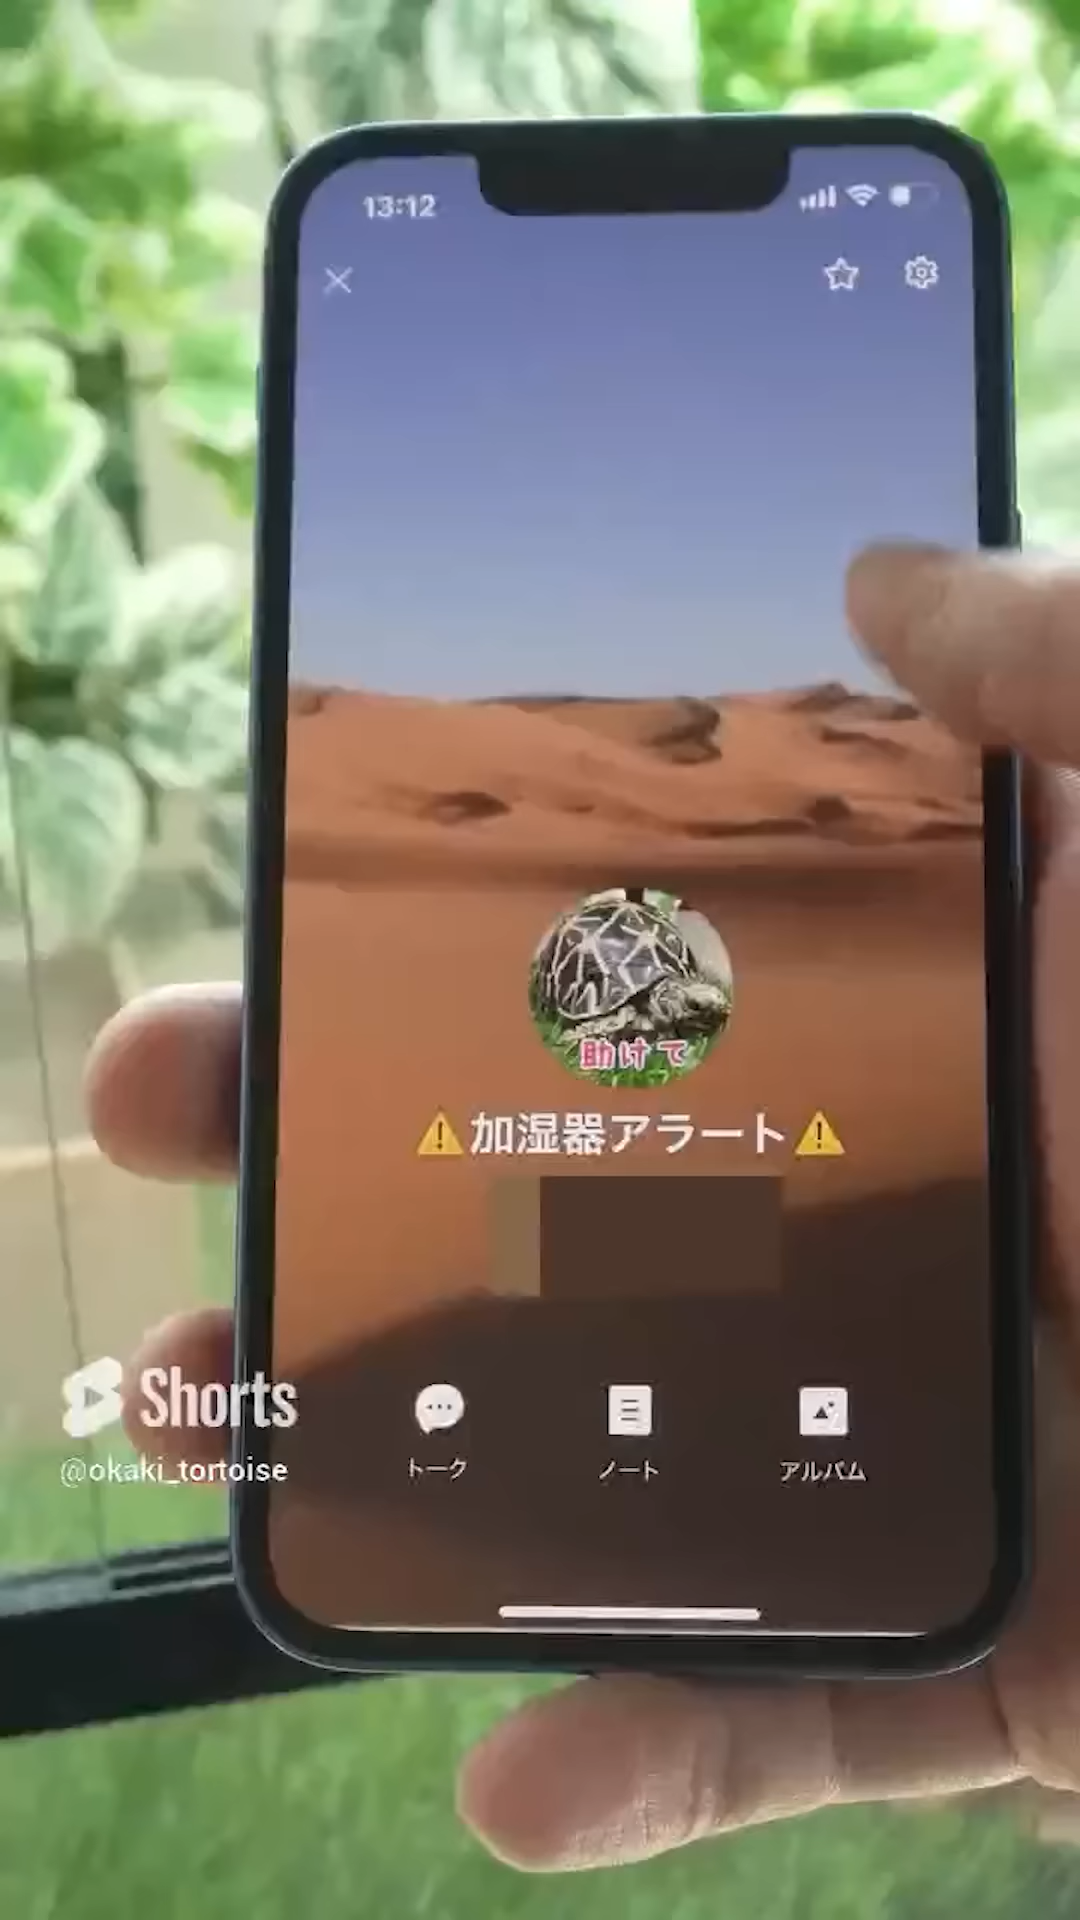 13:12
助けて
⚠加湿器アラート⚠
トーク
ノート
アルバム
Shorts
@okaki_tortoise